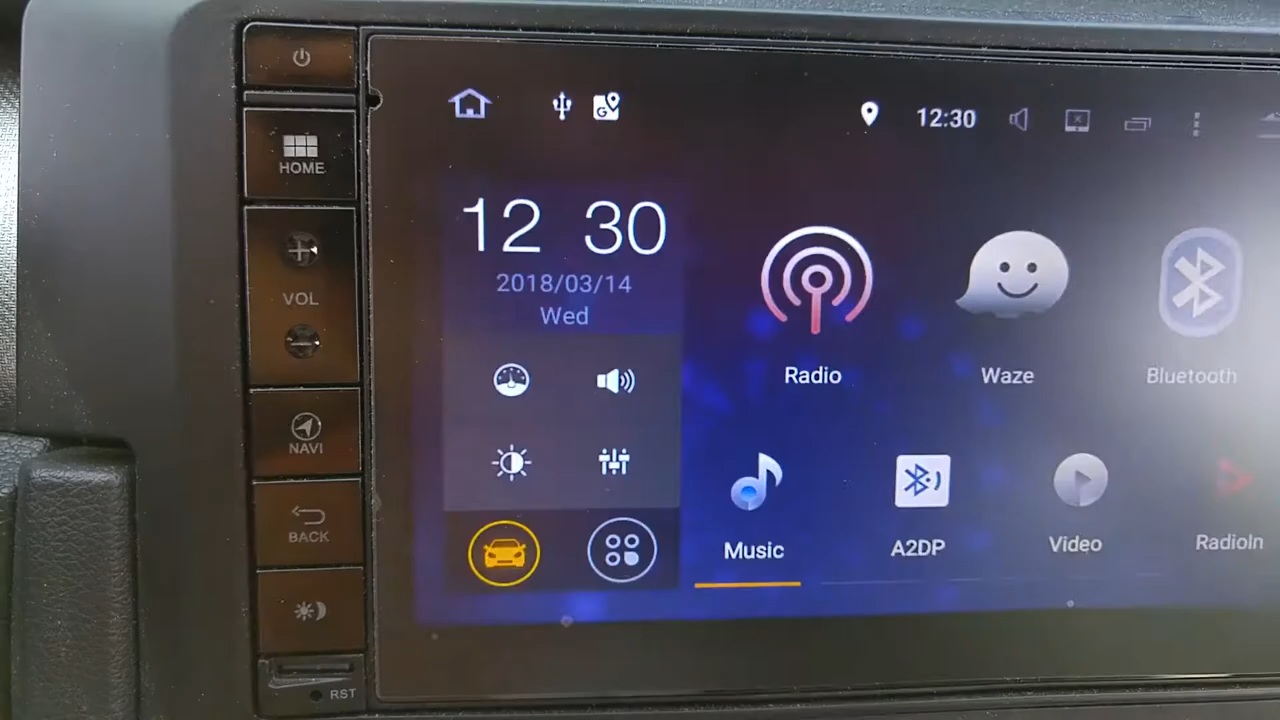 HOME
VOL
NAVI
BACK
RST
12:30
12 30
2018/03/14
Wed
Radio
Waze
Bluetooth
Music
A2DP
Video
RadioIn